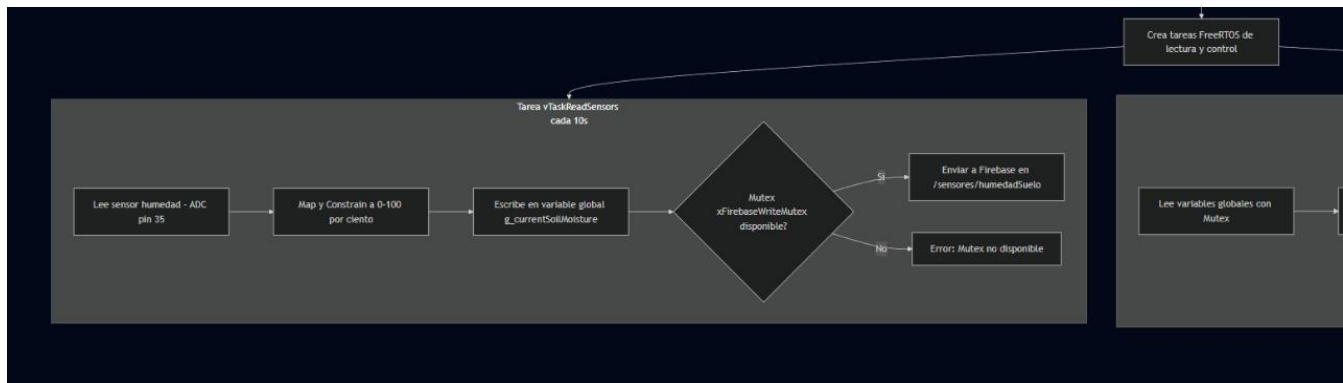 Crea tareas FreeRTOS de
lectura y control
Tarea vTaskReadSensors
cada 10s
Lee sensor humedad - ADC
pin 35
Map y Constrain a 0-100
por ciento
Escribe en variable global
g_currentSoilMoisture
Mutex
xFirebaseWriteMutex
disponible?
Sí
Enviar a Firebase en
/sensores/humedadSuelo
No
Error: Mutex no disponible
Lee variables globales con
Mutex